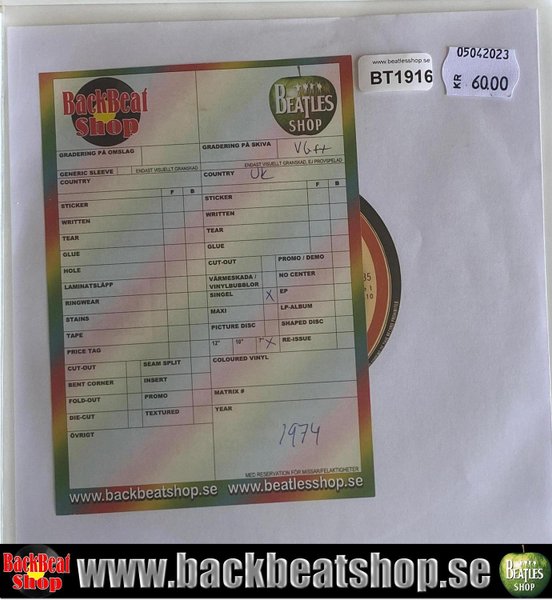 www.beatlesshop.se
BT1916
05042023
KR 60.00
BackBeat
Shop
BEATLES
SHOP
GRADERING PÅ OMSLAG
GRADERING PÅ SKIVA
VG++
GENERIC SLEEVE
ENDAST VISUELLT GRANSKAD
ENDAST VISUELLT GRANSKAD, EJ PROVSPELAD
COUNTRY
COUNTRY UK
F B
F B
STICKER
STICKER
WRITTEN
WRITTEN
TEAR
TEAR
GLUE
GLUE
HOLE
CUT-OUT
PROMO / DEMO
LAMINATSLÄPP
VÄRMESKADA /
VINYLBUBBLOR
NO CENTER
RINGWEAR
SINGEL X
EP
STAINS
MAXI
LP-ALBUM
TAPE
PICTURE DISC
SHAPED DISC
PRICE TAG
12" 10" 7" X
RE-ISSUE
CUT-OUT
SEAM SPLIT
COLOURED VINYL
BENT CORNER
INSERT
FOLD-OUT
PROMO
MATRIX #
DIE-CUT
TEXTURED
YEAR
ÖVRIGT
1974
MED RESERVATION FÖR MISSAR/FELAKTIGHETER
www.backbeatshop.se www.beatlesshop.se
35
10
BackBeat
Shop
www.backbeatshop.se
BEATLES
SHOP